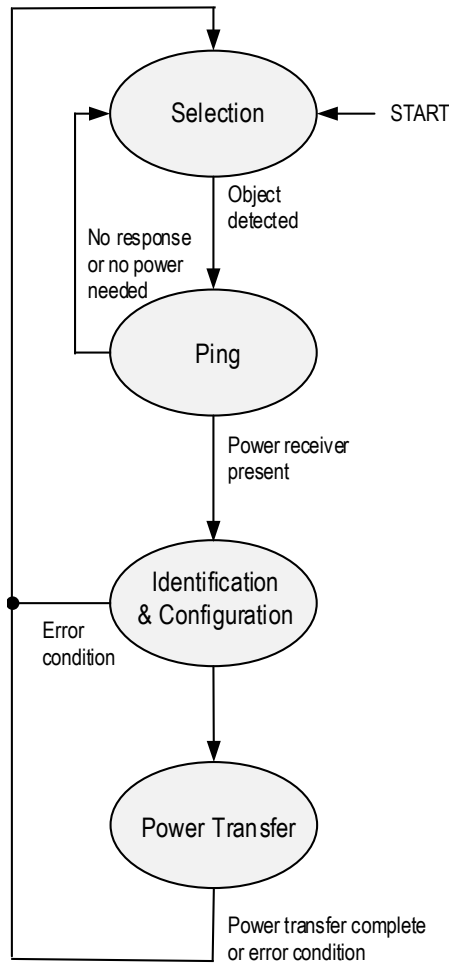 Selection
START
Object
detected
No response
or no power
needed
Ping
Power receiver
present
Identification
& Configuration
Error
condition
Power Transfer
Power transfer complete
or error condition